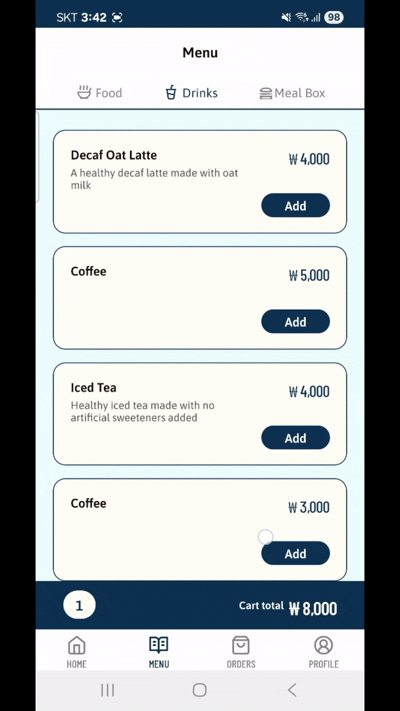 SKT 3:42 98
Menu
Food Drinks Meal Box
Decaf Oat Latte
₩ 4,000
A healthy decaf latte made with oat
milk
Add
Coffee
₩ 5,000
Add
Iced Tea
₩ 4,000
Healthy iced tea made with no
artificial sweeteners added
Add
Coffee
₩ 3,000
Add
1 Cart total ₩ 8,000
HOME MENU ORDERS PROFILE